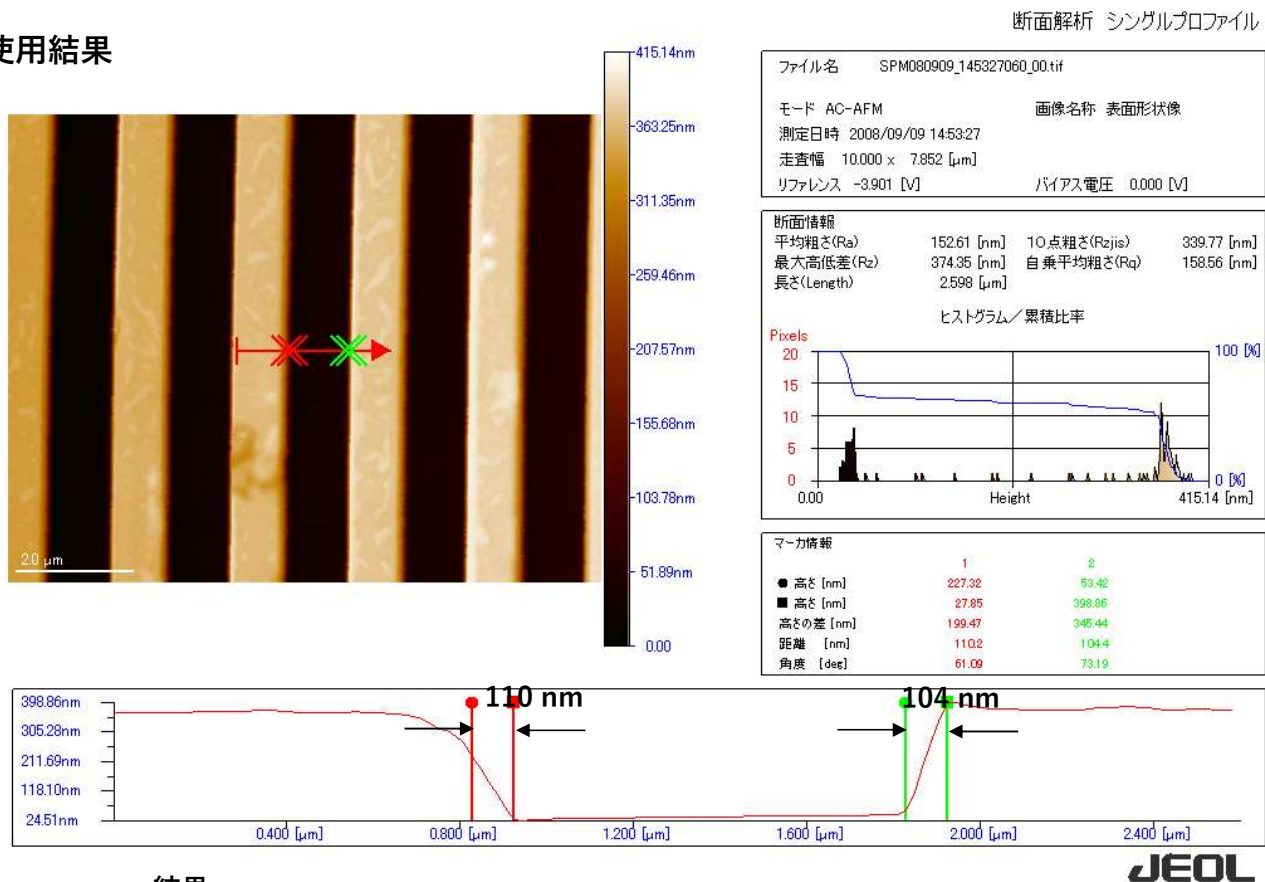 断面解析 シングルプロファイル
使用結果
415.14nm
363.25nm
311.35nm
259.46nm
207.57nm
155.68nm
103.78nm
51.89nm
0.00
2.0 μm
ファイル名 SPM080909_145327060_00.tif
モード AC-AFM 画像名称 表面形状像
測定日時 2008/09/09 14:53:27
走査幅 10.000 x 7.852 [μm]
リファレンス -3.901 [V] バイアス電圧 0.000 [V]
断面情報
平均粗さ(Ra) 152.61 [nm] 10点粗さ(Rzjis) 339.77 [nm]
最大高低差(Rz) 374.35 [nm] 自乗平均粗さ(Rq) 158.56 [nm]
長さ(Length) 2.598 [μm]
ヒストグラム/累積比率
Pixels
20 100 [%]
15
10
5
0 0 [%]
0.00 Height 415.14 [nm]
マーカ情報
1 2
● 高さ [nm] 227.32 53.42
■ 高さ [nm] 27.85 398.86
高さの差 [nm] 199.47 345.44
距離 [nm] 110.2 104.4
角度 [deg] 61.09 73.19
110 nm 104 nm
398.86nm
305.28nm
211.69nm
118.10nm
24.51nm
0.400 [μm] 0.800 [μm] 1.200 [μm] 1.600 [μm] 2.000 [μm] 2.400 [μm]
JEOL